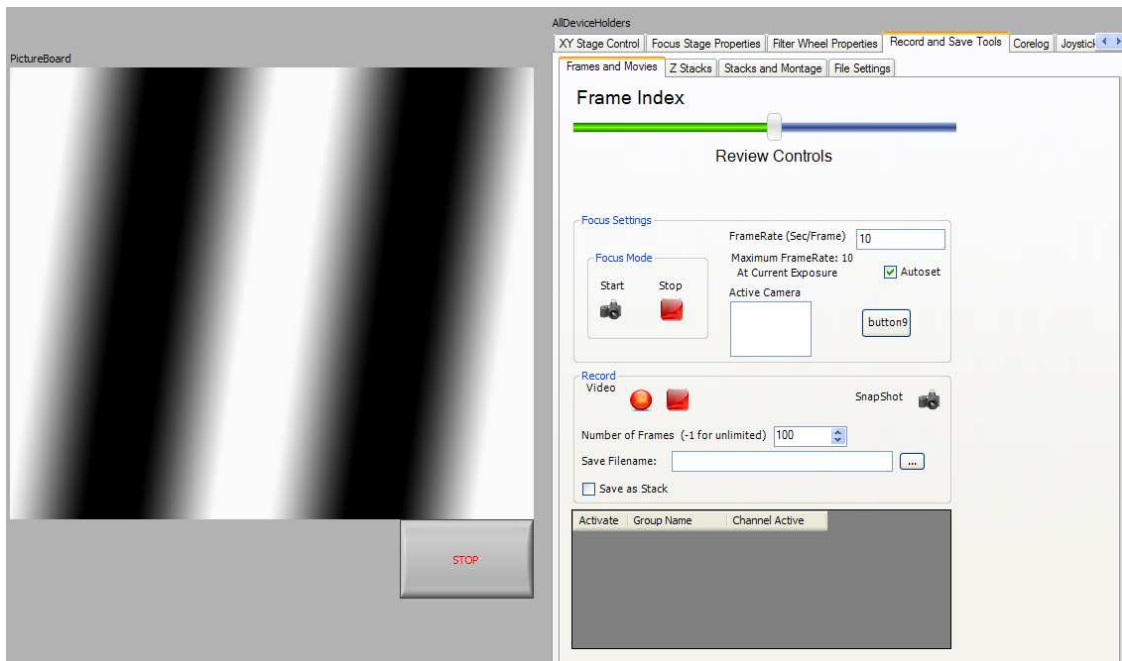 AllDeviceHolders
PictureBoard
XY Stage Control Focus Stage Properties Filter Wheel Properties Record and Save Tools Corelog
Frames and Movies Z Stacks Stacks and Montage File Settings
Frame Index
Review Controls
Focus Settings
FrameRate (Sec/Frame) 10
Focus Mode
Maximum FrameRate: 10
At Current Exposure
Autoset
Start Stop
Active Camera
button9
Record
Video
SnapShot
Number of Frames (-1 for unlimited) 100
Save Filename: ...
Save as Stack
Activate Group Name Channel Active
STOP